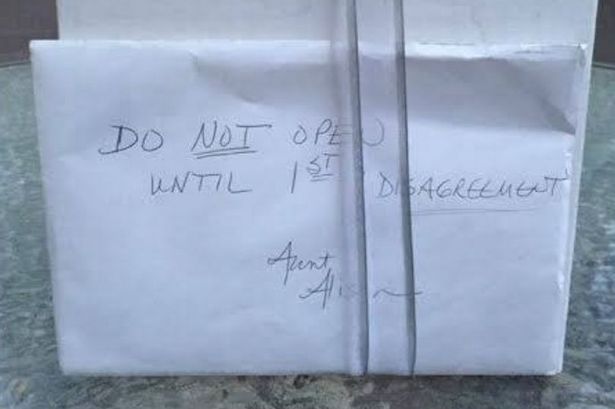 DO NOT OPEN
UNTIL 1ST DISAGREEMENT
Aunt